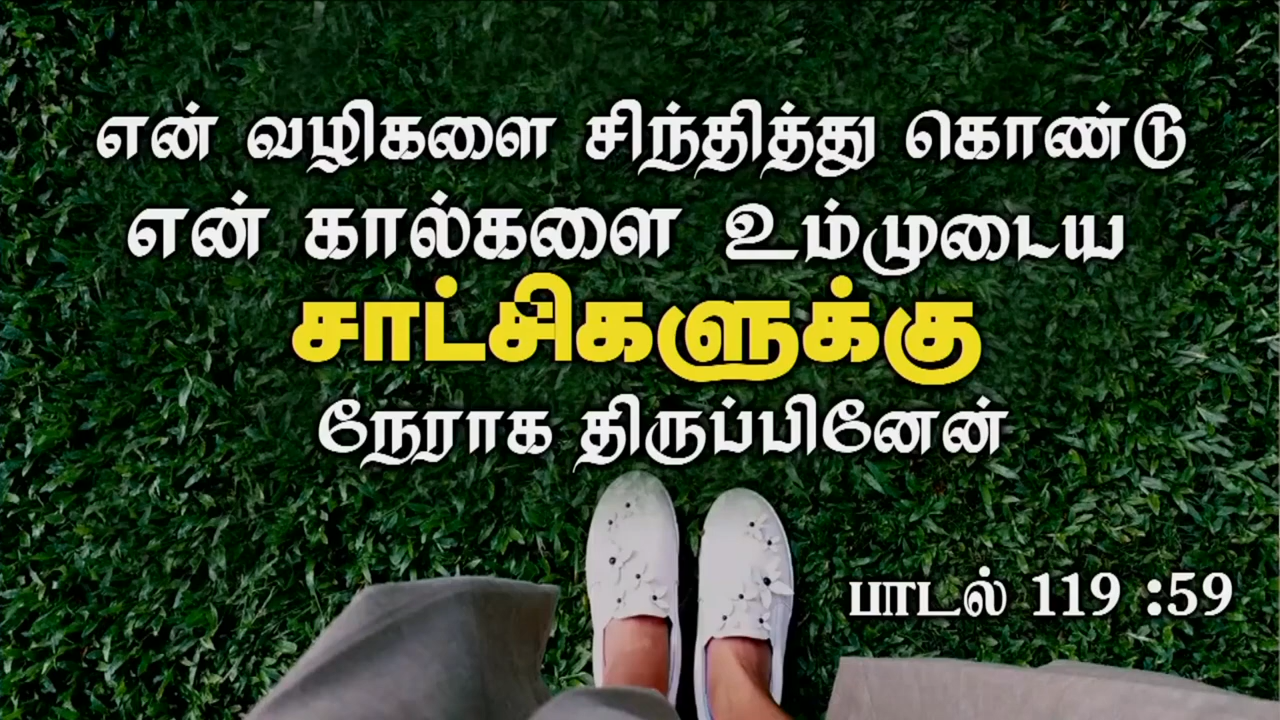 என் வழிகளை சிந்தித்து கொண்டு
என் கால்களை உம்முடைய
சாட்சிகளுக்கு
நேராக திருப்பினேன்
பாடல் 119 :59